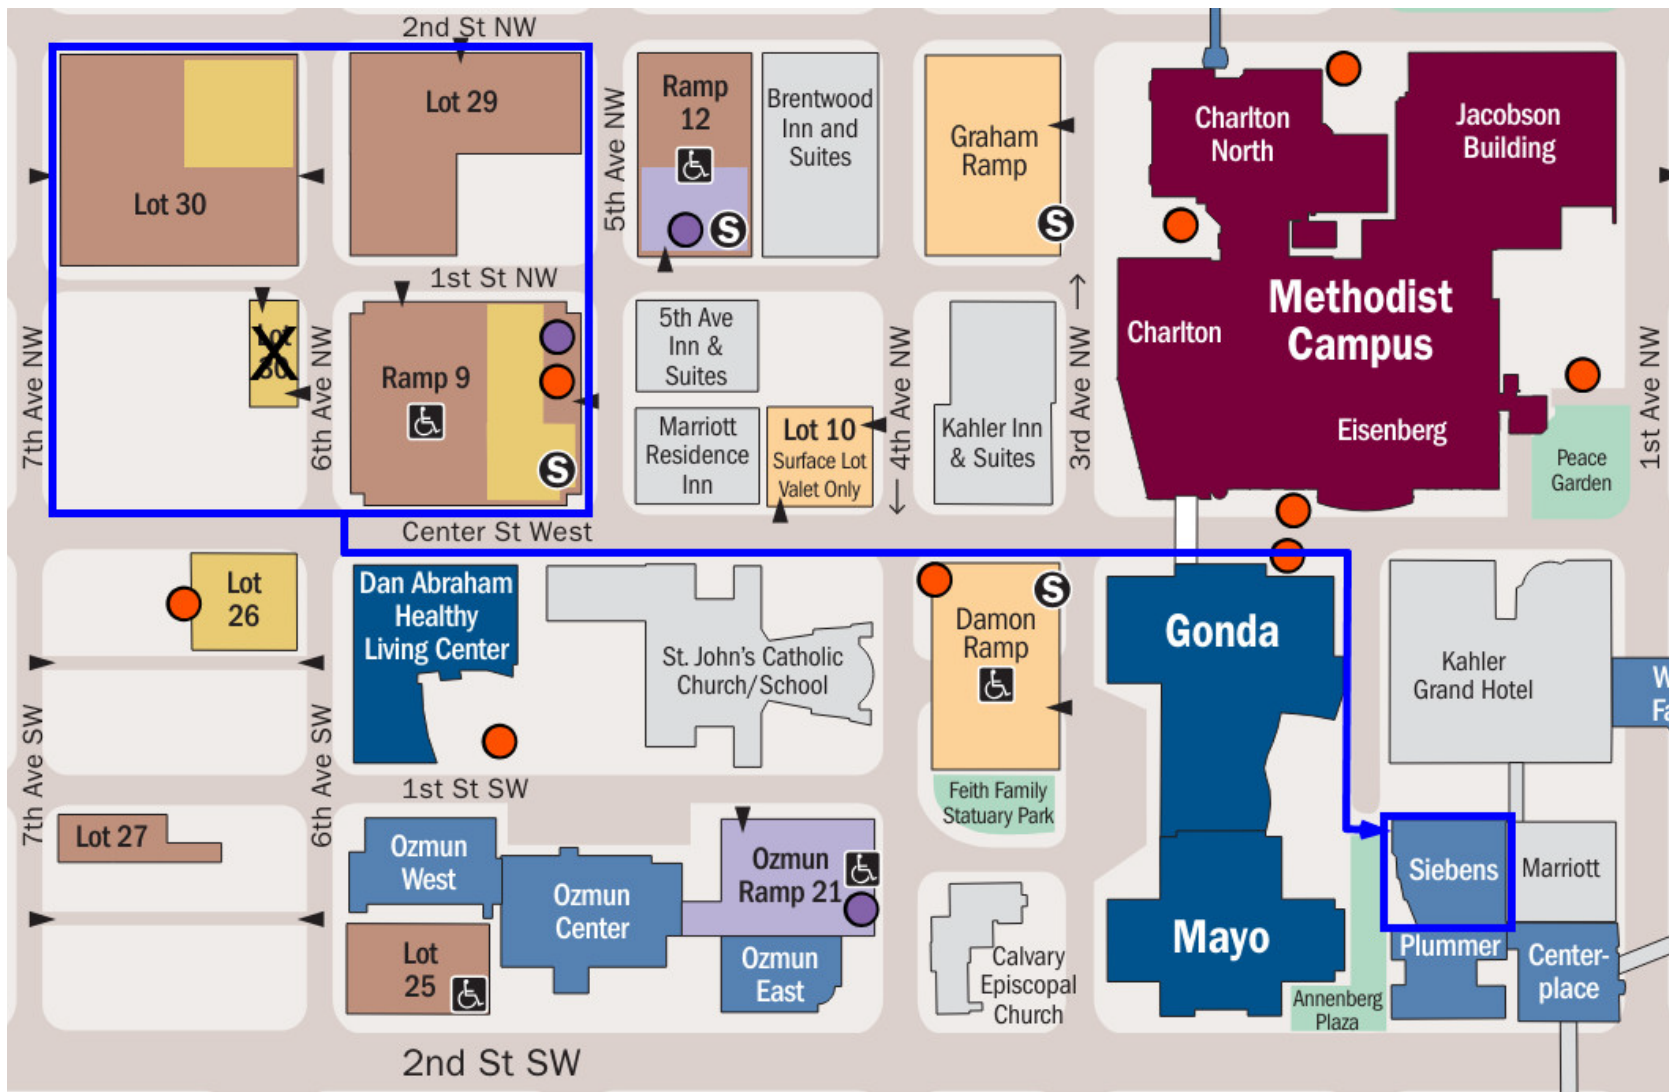 2nd St NW
Lot 30
Lot 29
5th Ave NW
Ramp
12
S
Brentwood
Inn and
Suites
Graham
Ramp
S
Charlton
North
Jacobson
Building
1st St NW
7th Ave NW
Lot
30
6th Ave NW
Ramp 9
S
5th Ave
Inn &
Suites
Marriott
Residence
Inn
Lot 10
Surface Lot
Valet Only
4th Ave NW
Kahler Inn
& Suites
3rd Ave NW
Charlton
Methodist
Campus
Eisenberg
Peace
Garden
1st Ave NW
Center St West
Lot
26
Dan Abraham
Healthy
Living Center
St. John's Catholic
Church/School
Damon
Ramp
S
Gonda
Kahler
Grand Hotel
W
Fa
7th Ave SW
6th Ave SW
1st St SW
Feith Family
Statuary Park
Lot 27
Ozmun
West
Ozmun
Center
Ozmun
Ramp 21
Siebens
Marriott
Lot
25
Ozmun
East
Calvary
Episcopal
Church
Mayo
Annenberg
Plaza
Plummer
Center-
place
2nd St SW